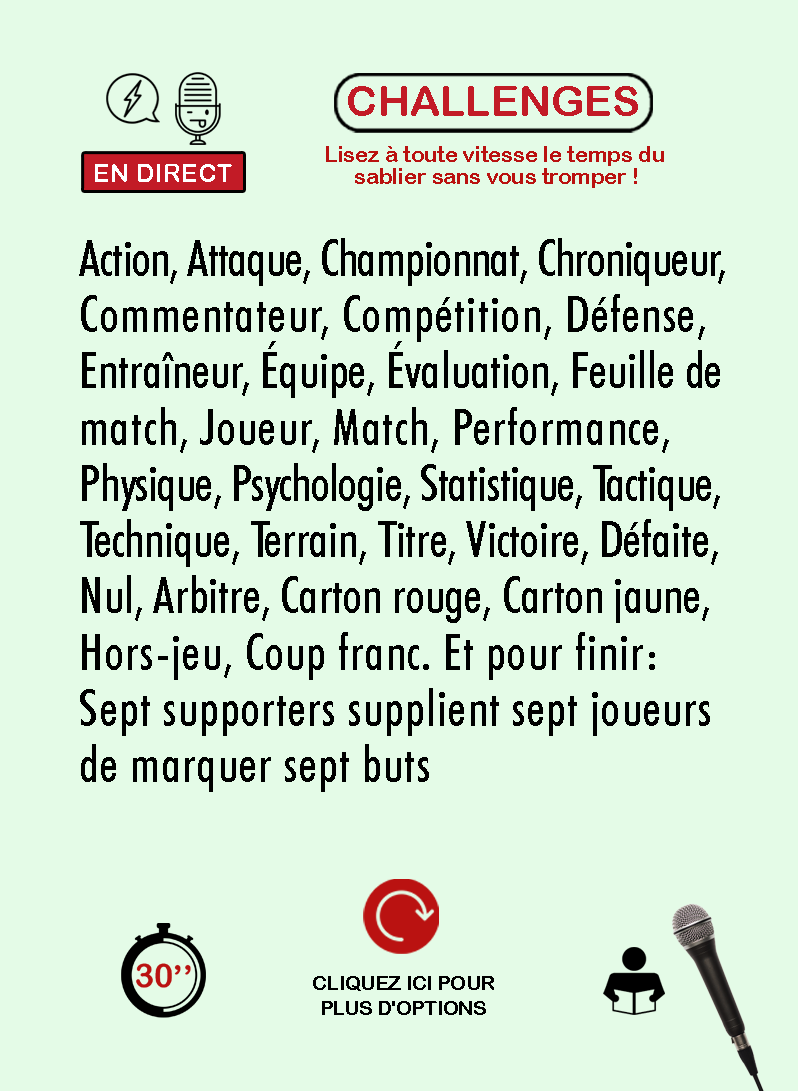 CHALLENGES
EN DIRECT
Lisez à toute vitesse le temps du
sablier sans vous tromper !
Action, Attaque, Championnat, Chroniqueur,
Commentateur, Compétition, Défense,
Entraîneur, Équipe, Évaluation, Feuille de
match, Joueur, Match, Performance,
Physique, Psychologie, Statistique, Tactique,
Technique, Terrain, Titre, Victoire, Défaite,
Nul, Arbitre, Carton rouge, Carton jaune,
Hors-jeu, Coup franc. Et pour finir:
Sept supporters supplient sept joueurs
de marquer sept buts
30’’
CLIQUEZ ICI POUR
PLUS D'OPTIONS